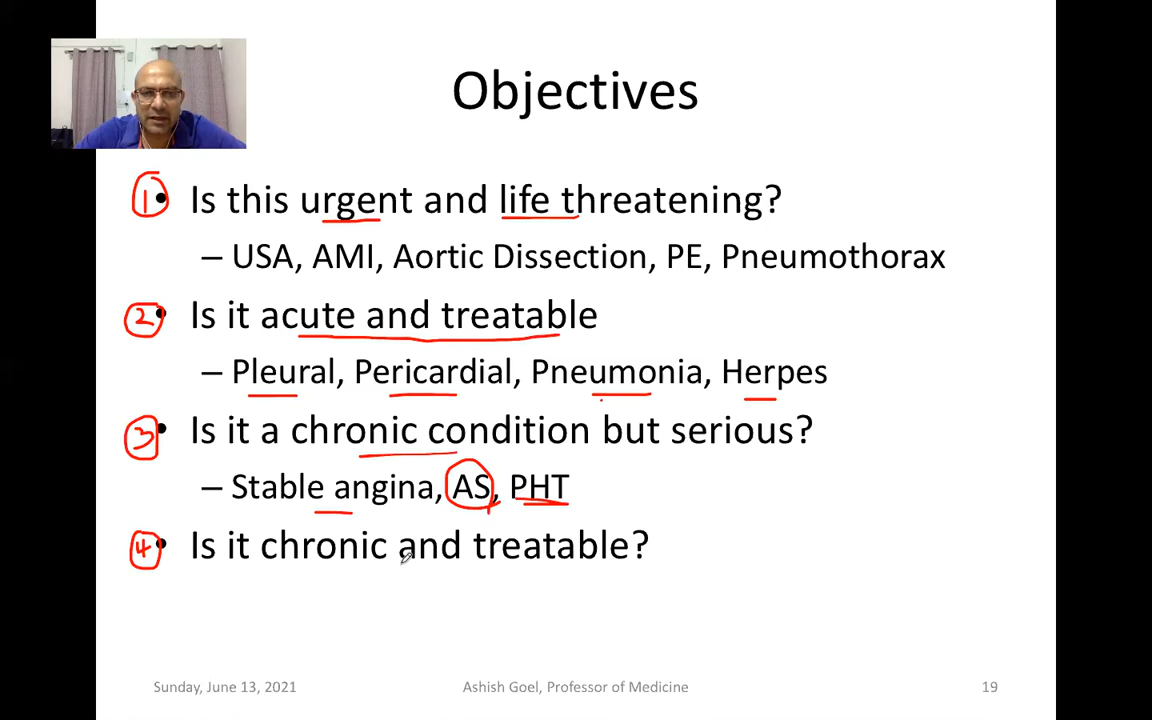 Objectives
1 • Is this urgent and life threatening?
– USA, AMI, Aortic Dissection, PE, Pneumothorax
2 • Is it acute and treatable
– Pleural, Pericardial, Pneumonia, Herpes
3 • Is it a chronic condition but serious?
– Stable angina, AS, PHT
4 • Is it chronic and treatable?
Sunday, June 13, 2021 Ashish Goel, Professor of Medicine 19